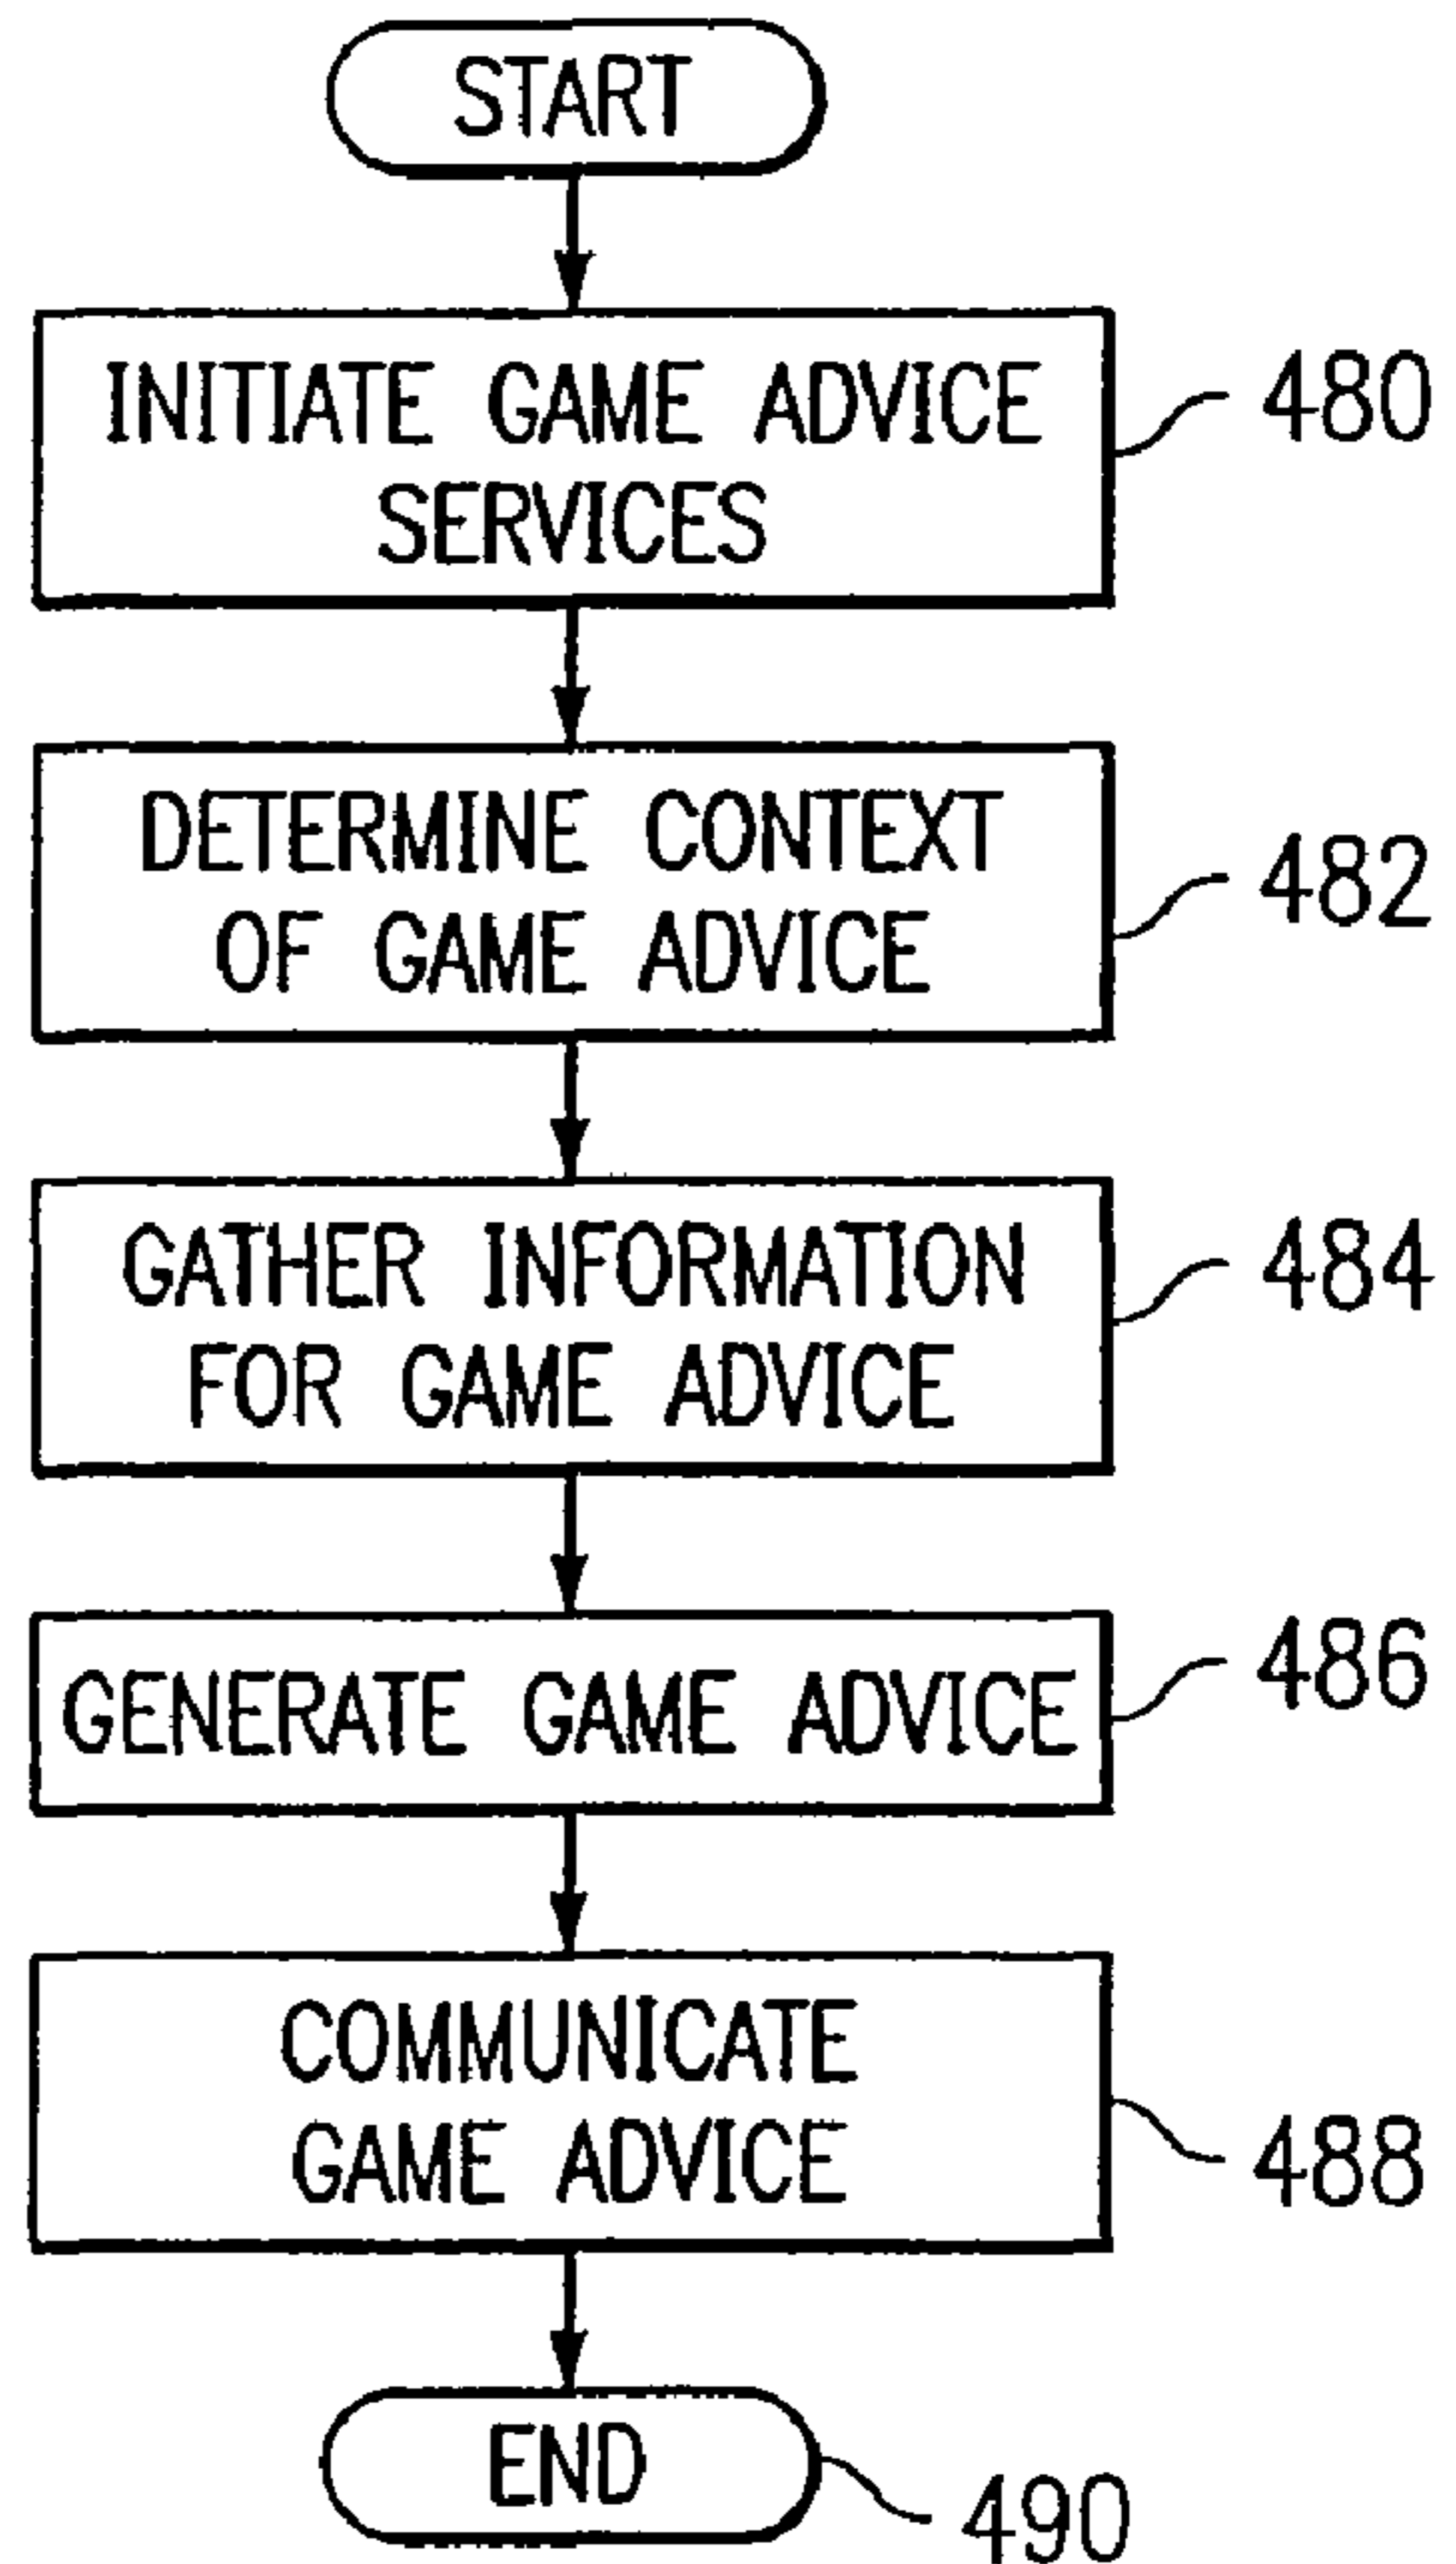 START
INITIATE GAME ADVICE
SERVICES
480
DETERMINE CONTEXT
OF GAME ADVICE
482
GATHER INFORMATION
FOR GAME ADVICE
484
GENERATE GAME ADVICE
486
COMMUNICATE
GAME ADVICE
488
END
490